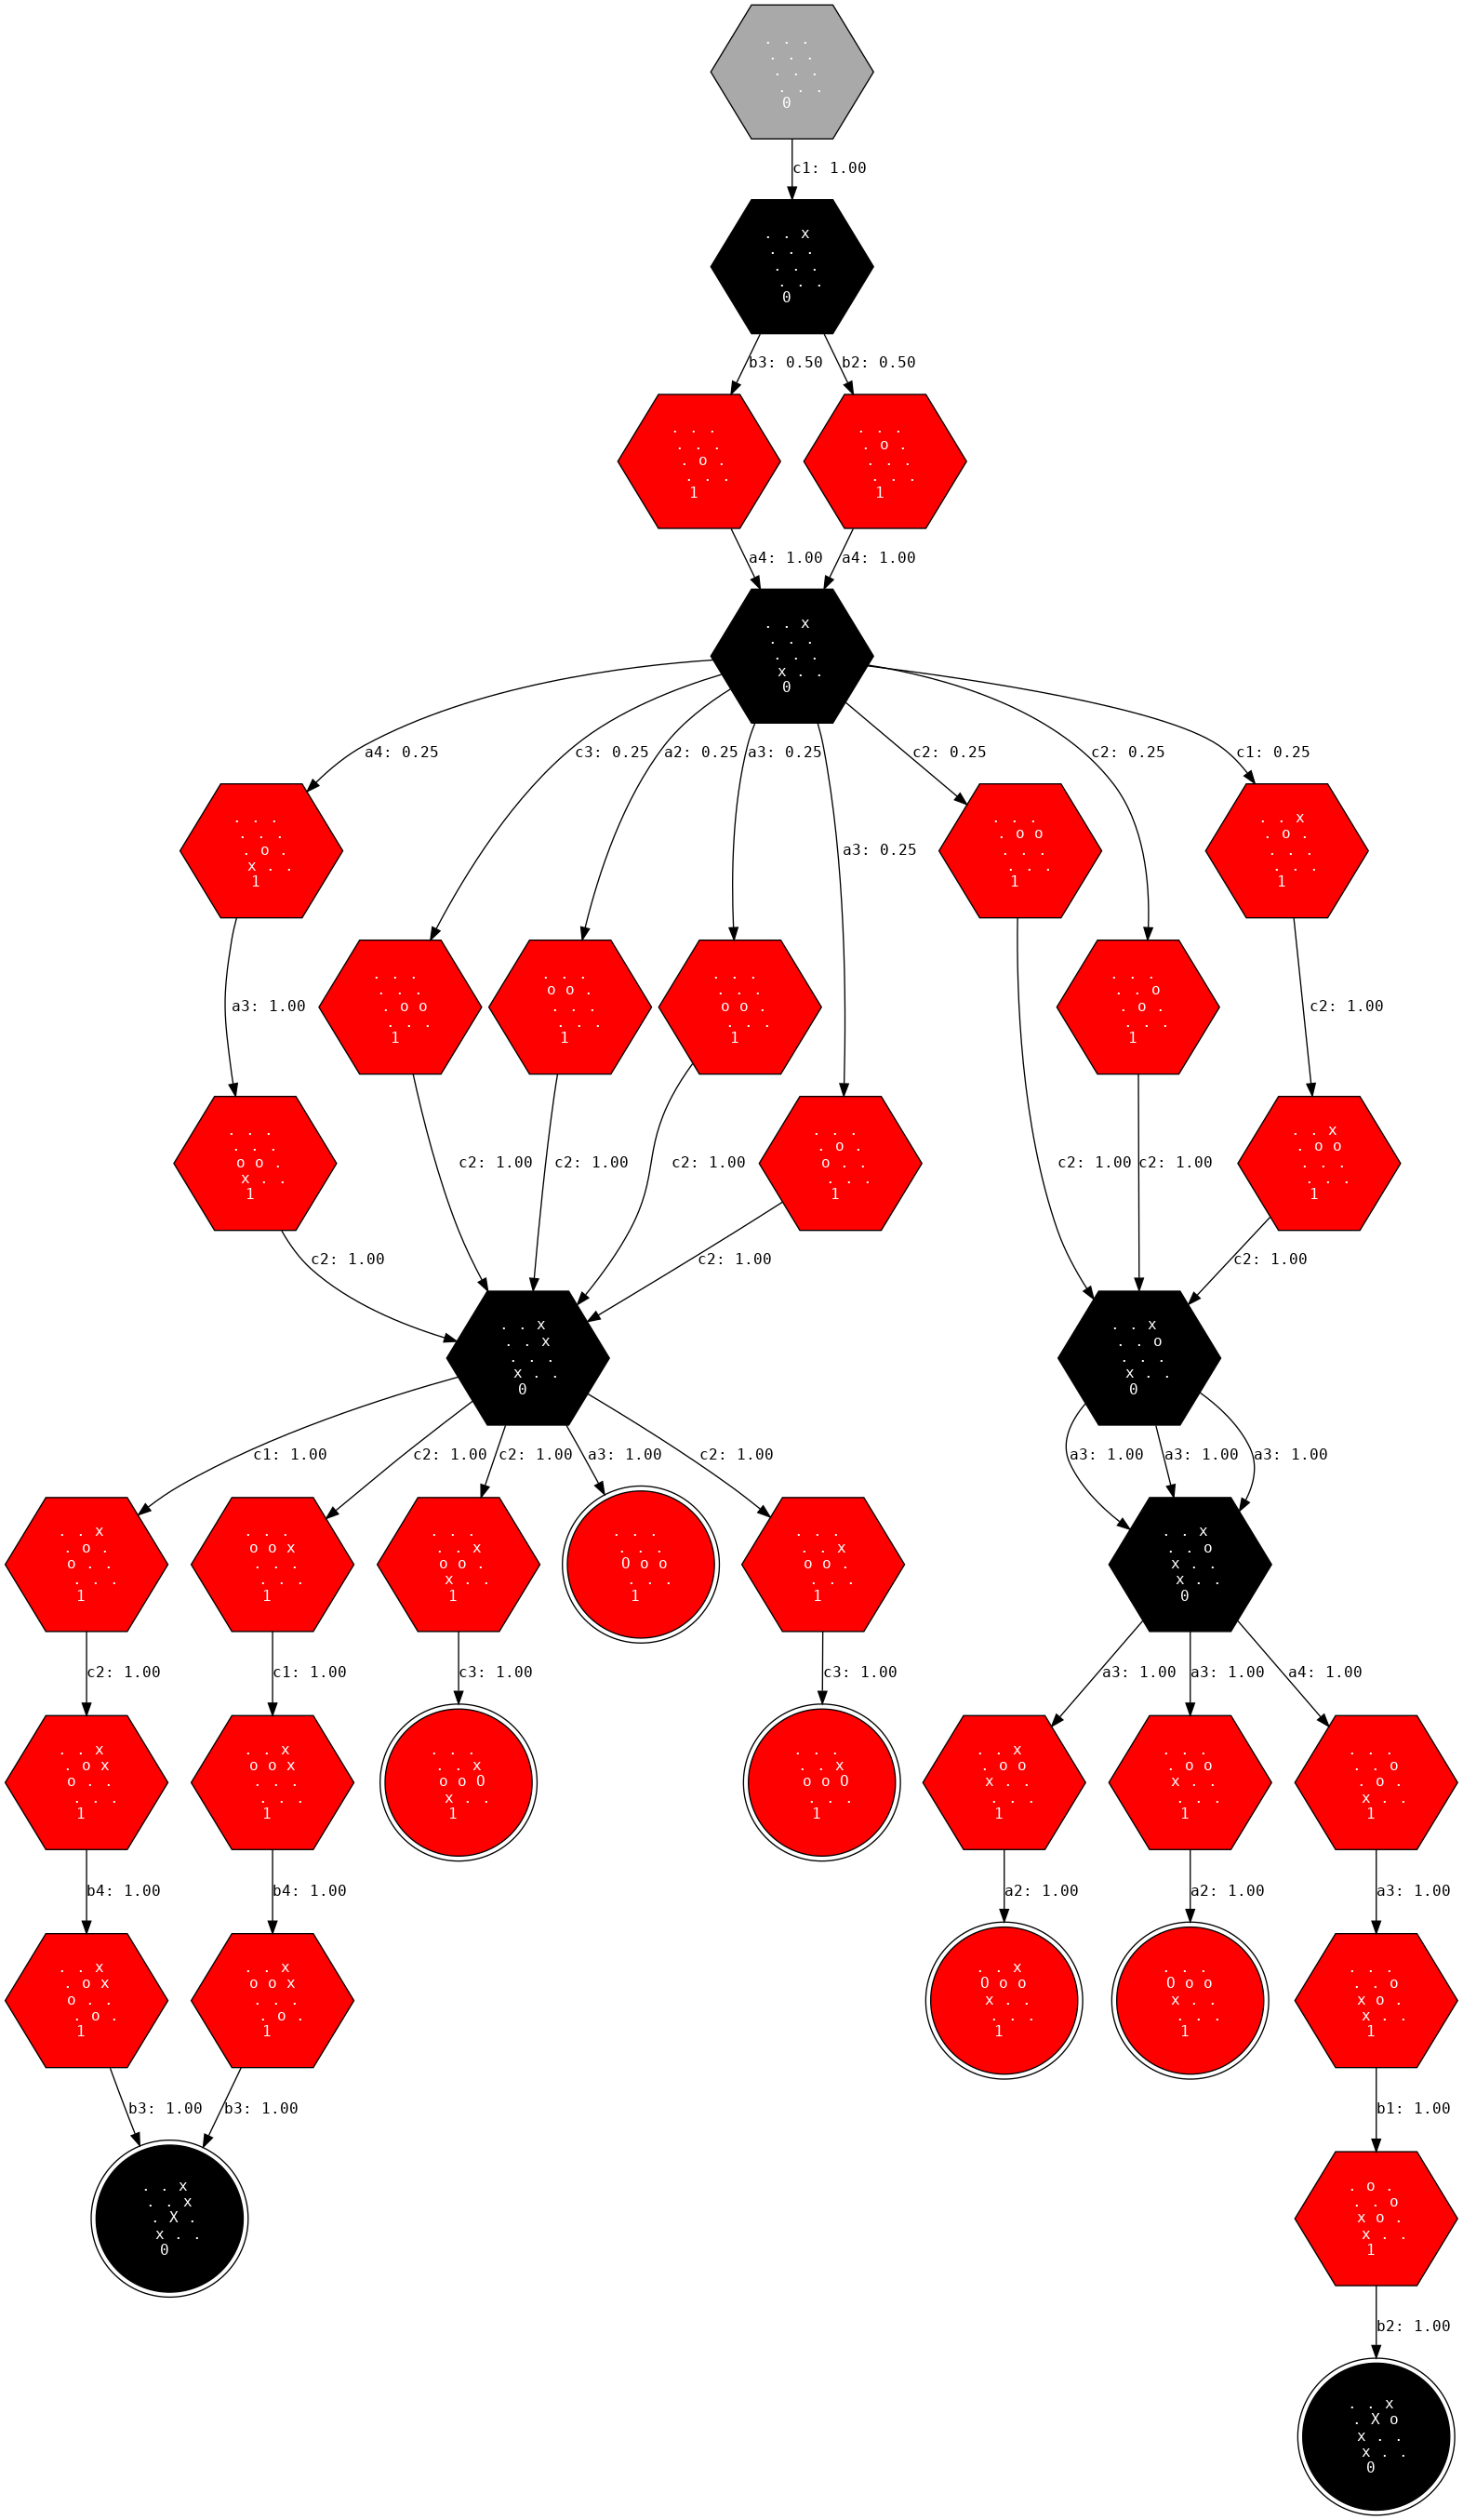 . . .
. . .
. . .
. . .
0
c1: 1.00
. . x
. . .
. . .
. . .
0
b3: 0.50
b2: 0.50
. . .
. . .
. o .
. . .
1
. . .
. o .
. . .
. . .
1
a4: 1.00
a4: 1.00
. . x
. . .
. . .
x . .
0
a4: 0.25
c3: 0.25
a2: 0.25
a3: 0.25
a3: 0.25
c2: 0.25
c2: 0.25
c1: 0.25
. . .
. . .
. o .
x . .
1
. . .
. o o
. . .
. . .
1
. . x
. o .
. . .
. . .
1
a3: 1.00
. . .
. . .
. o o
. . .
1
. . .
o o .
. . .
. . .
1
. . .
. . .
o o .
. . .
1
. . .
. . o
. o .
. . .
1
c2: 1.00
. . .
. . .
o o .
x . .
1
c2: 1.00
c2: 1.00
c2: 1.00
. . .
. o .
o . .
. . .
1
c2: 1.00
c2: 1.00
. . x
. o o
. . .
. . .
1
c2: 1.00
c2: 1.00
c2: 1.00
. . x
. . x
. . .
x . .
0
. . x
. . o
. . .
x . .
0
c1: 1.00
c2: 1.00
c2: 1.00
a3: 1.00
c2: 1.00
a3: 1.00
a3: 1.00
a3: 1.00
. . x
. o .
o . .
. . .
1
. . .
o o x
. . .
. . .
1
. . .
. . x
o o .
x . .
1
. . .
. . .
O o o
. . .
1
. . .
. . x
o o .
. . .
1
. . x
. . o
x . .
x . .
0
c2: 1.00
c1: 1.00
c3: 1.00
c3: 1.00
a3: 1.00
a3: 1.00
a4: 1.00
. . x
. o x
o . .
. . .
1
. . x
o o x
. . .
. . .
1
. . .
. . x
o o O
x . .
1
. . .
. . x
o o O
. . .
1
. . x
. o o
x . .
. . .
1
. . .
. o o
x . .
. . .
1
. . .
. . o
. o .
x . .
1
b4: 1.00
b4: 1.00
a2: 1.00
a2: 1.00
a3: 1.00
. . x
. o x
o . .
. o .
1
. . x
o o x
. . .
. o .
1
. . x
O o o
x . .
. . .
1
. . .
O o o
x . .
. . .
1
. . .
. . o
x o .
x . .
1
b3: 1.00
b3: 1.00
b1: 1.00
. . x
. . x
. X .
x . .
0
. o .
. . o
x o .
x . .
1
b2: 1.00
. . x
. X o
x . .
x . .
0